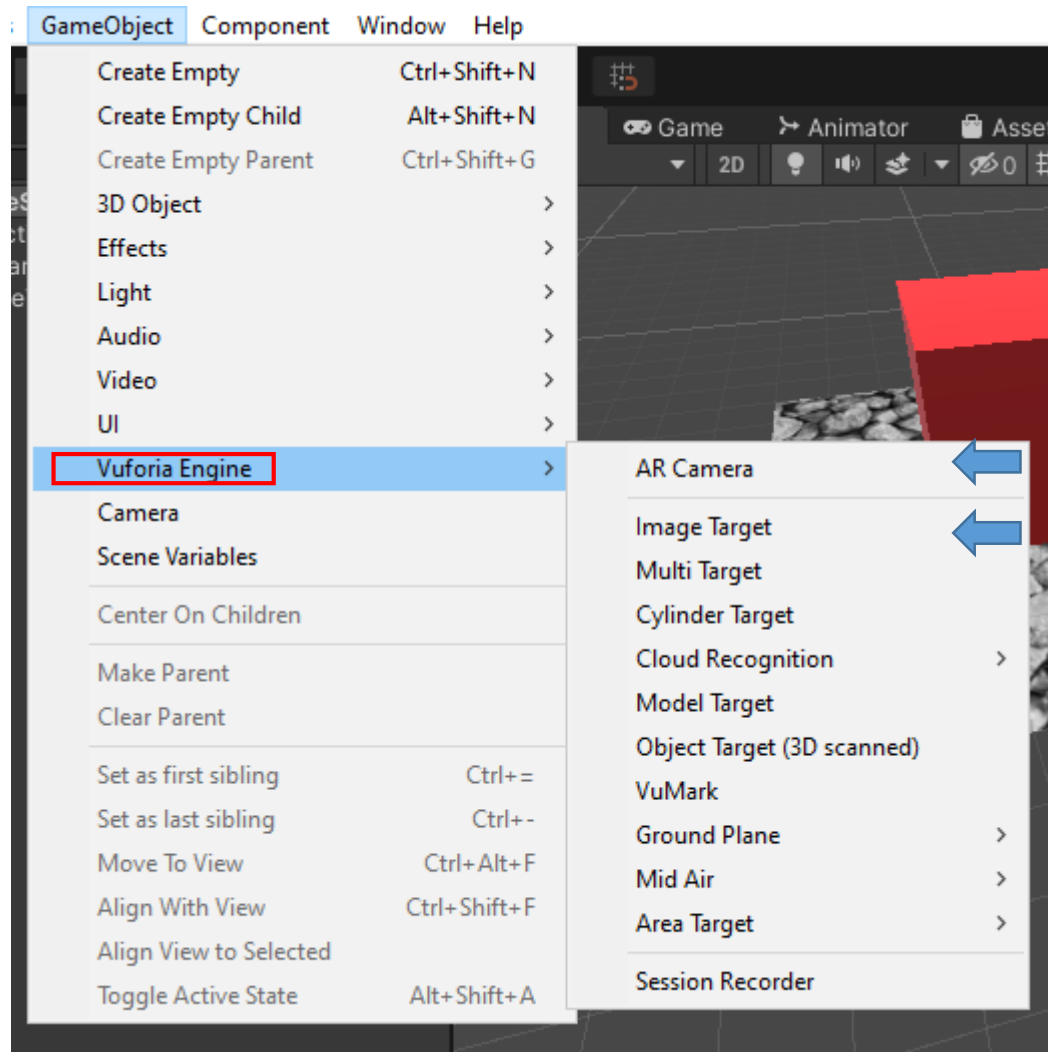 GameObject Component Window Help
Create Empty Ctrl+Shift+N
Create Empty Child Alt+Shift+N
Create Empty Parent Ctrl+Shift+G
3D Object
Effects
Light
Audio
Video
UI
Vuforia Engine
Camera
Scene Variables
Center On Children
Make Parent
Clear Parent
Set as first sibling Ctrl+=
Set as last sibling Ctrl+-
Move To View Ctrl+Alt+F
Align With View Ctrl+Shift+F
Align View to Selected
Toggle Active State Alt+Shift+A
Game Animator Asse
2D 0
AR Camera
Image Target
Multi Target
Cylinder Target
Cloud Recognition
Model Target
Object Target (3D scanned)
VuMark
Ground Plane
Mid Air
Area Target
Session Recorder